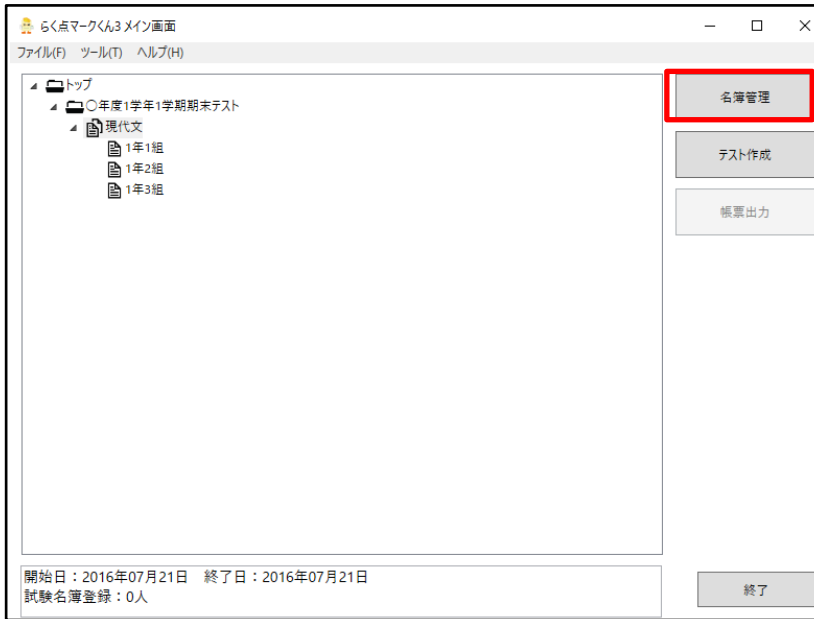 らく点マークくん3 メイン画面
ファイル(F) ツール(T) ヘルプ(H)
トップ
○年度1学年1学期期末テスト
現代文
1年1組
1年2組
1年3組
名簿管理
テスト作成
帳票出力
開始日：2016年07月21日 終了日：2016年07月21日
試験名簿登録：0人
終了